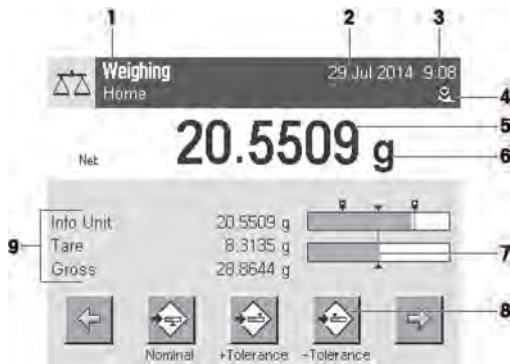 1 2 3
Weighing 29.Jul 2014 9:08
Home
4
20.5509 g
5
6
Net
Info Unit 20.5509 g
Tare 8.3135 g
Gross 28.8644 g
9
7
8
Nominal +Tolerance -Tolerance